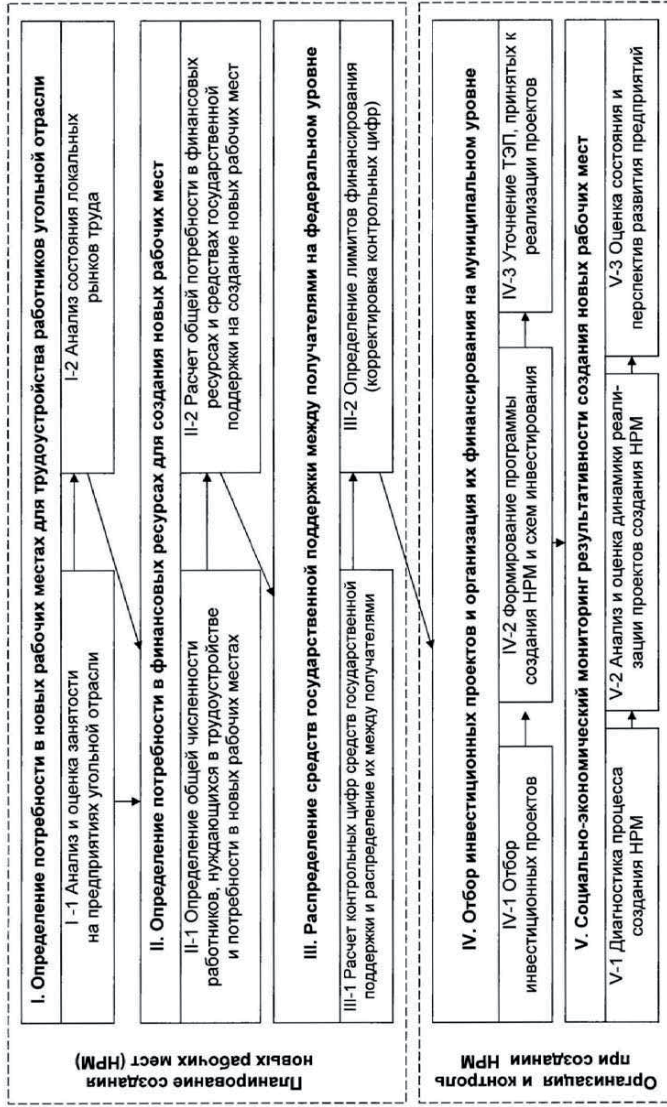 Планирование создания
новых рабочих мест (НРМ)
I. Определение потребности в новых рабочих местах для трудоустройства работников угольной отрасли
I -1 Анализ и оценка занятости
на предприятиях угольной отрасли
I-2 Анализ состояния локальных
рынков труда
II. Определение потребности в финансовых ресурсах для создания новых рабочих мест
II-1 Определение общей численности
работников, нуждающихся в трудоустройстве
и потребности в новых рабочих местах
II-2 Расчет общей потребности в финансовых
ресурсах и средствах государственной
поддержки на создание новых рабочих мест
III. Распределение средств государственной поддержки между получателями на федеральном уровне
III-1 Расчет контрольных цифр средств государственной
поддержки и распределение их между получателями
III-2 Определение лимитов финансирования
(корректировка контрольных цифр)
Организация и контроль
при создании НРМ
IV. Отбор инвестиционных проектов и организация их финансирования на муниципальном уровне
IV-1 Отбор
инвестиционных проектов
IV-2 Формирование программы
создания НРМ и схем инвестирования
IV-3 Уточнение ТЭП, принятых к
реализации проектов
V. Социально-экономический мониторинг результативности создания новых рабочих мест
V-1 Диагностика процесса
создания НРМ
V-2 Анализ и оценка динамики реали-
зации проектов создания НРМ
V-3 Оценка состояния и
перспектив развития предприятий